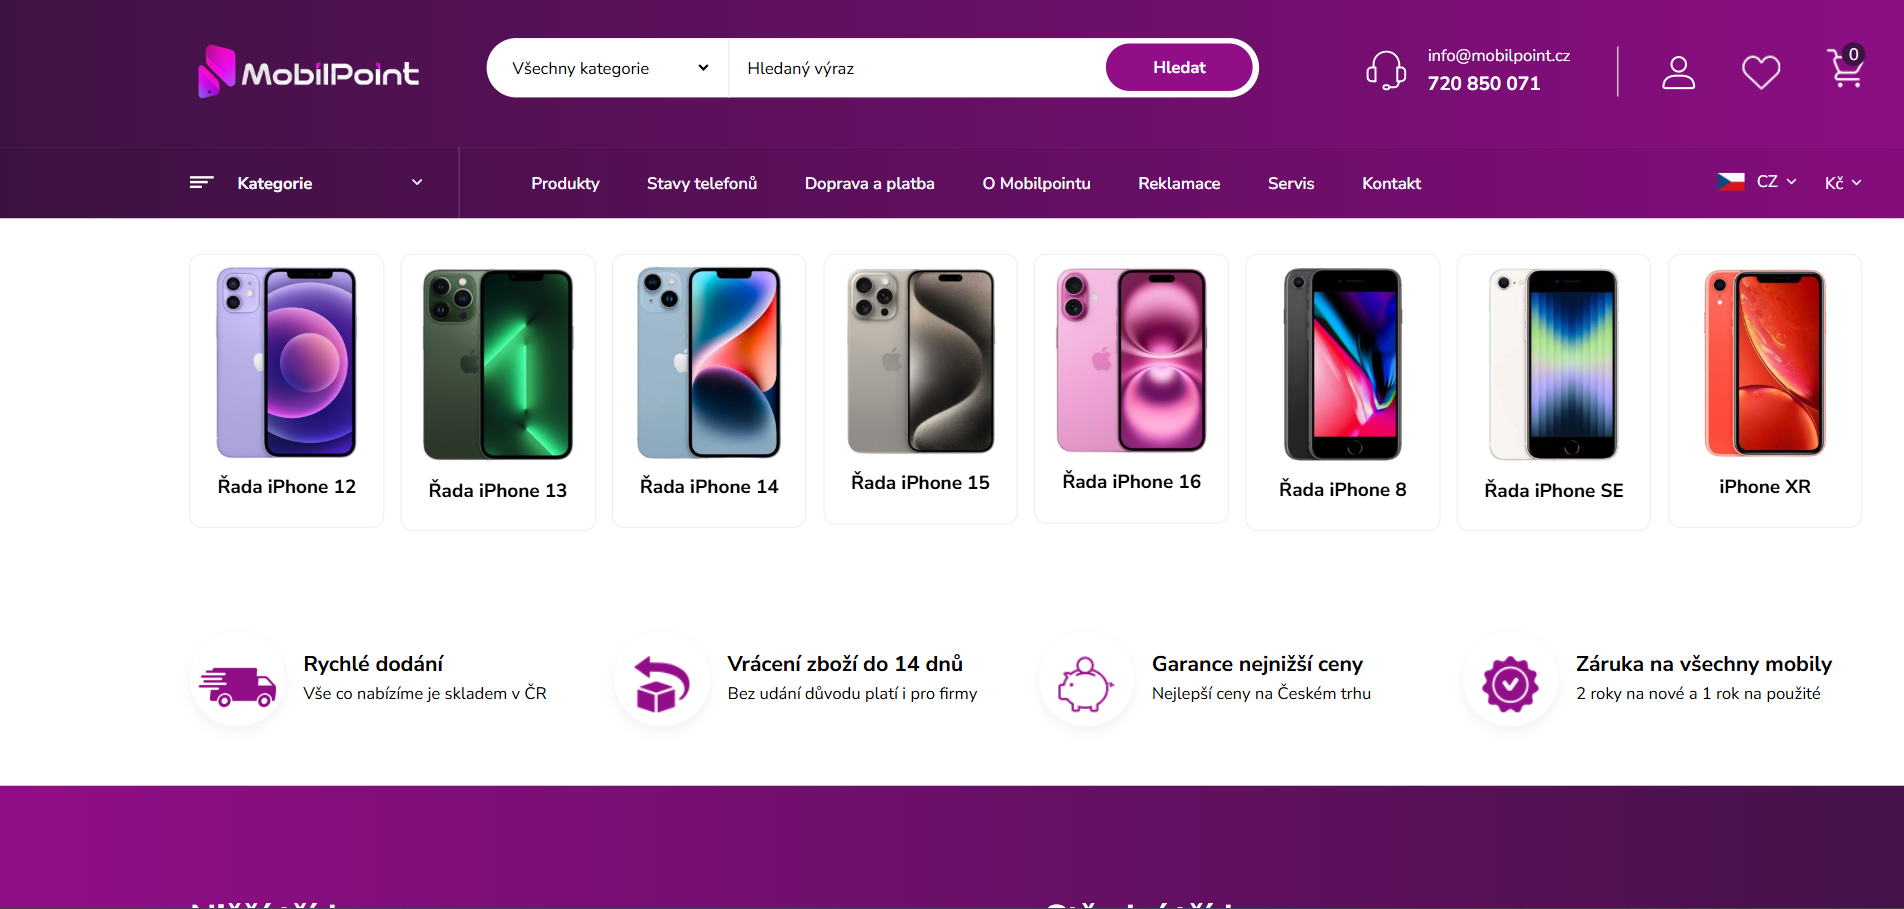 MobilPoint
Všechny kategorie
Hledaný výraz
Hledat
info@mobilpoint.cz
720 850 071
0
Kategorie
Produkty
Stavy telefonů
Doprava a platba
O Mobilpointu
Reklamace
Servis
Kontakt
CZ
Kč
Řada iPhone 12
Řada iPhone 13
Řada iPhone 14
Řada iPhone 15
Řada iPhone 16
Řada iPhone 8
Řada iPhone SE
iPhone XR
Rychlé dodání
Vše co nabízíme je skladem v ČR
Vrácení zboží do 14 dnů
Bez udání důvodu platí i pro firmy
Garance nejnižší ceny
Nejlepší ceny na Českém trhu
Záruka na všechny mobily
2 roky na nové a 1 rok na použité